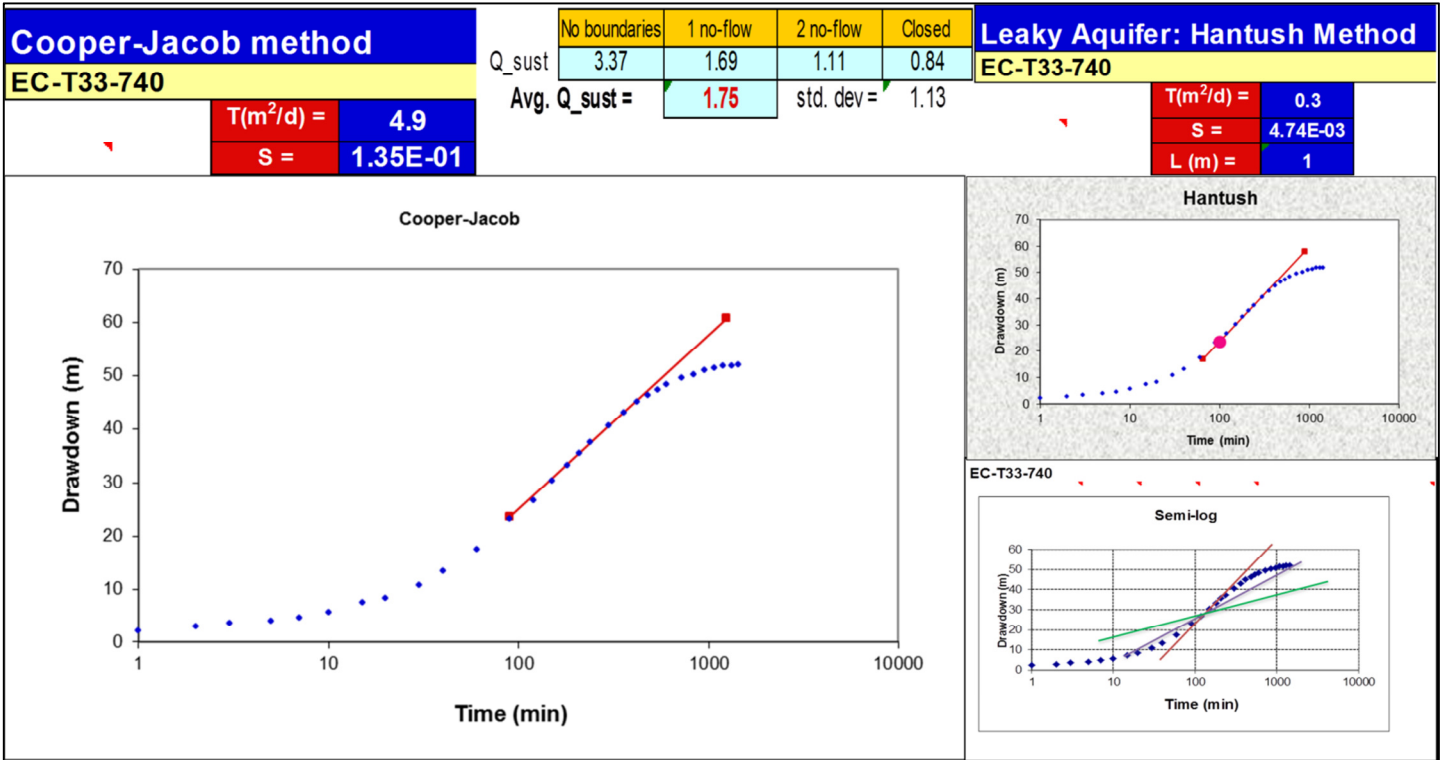 Cooper-Jacob method
EC-T33-740
T(m²/d) = 4.9
S = 1.35E-01
No boundaries 1 no-flow 2 no-flow Closed
Q_sust 3.37 1.69 1.11 0.84
Avg. Q_sust = 1.75 std. dev = 1.13
Leaky Aquifer: Hantush Method
EC-T33-740
T(m²/d) = 0.3
S = 4.74E-03
L (m) = 1
Cooper-Jacob
Drawdown (m)
70
60
50
40
30
20
10
0
1 10 100 1000 10000
Time (min)
Hantush
Drawdown (m)
70
60
50
40
30
20
10
0
1 10 100 1000 10000
Time (min)
EC-T33-740
Semi-log
Drawdown (m)
60
50
40
30
20
10
0
1 10 100 1000 10000
Time (min)